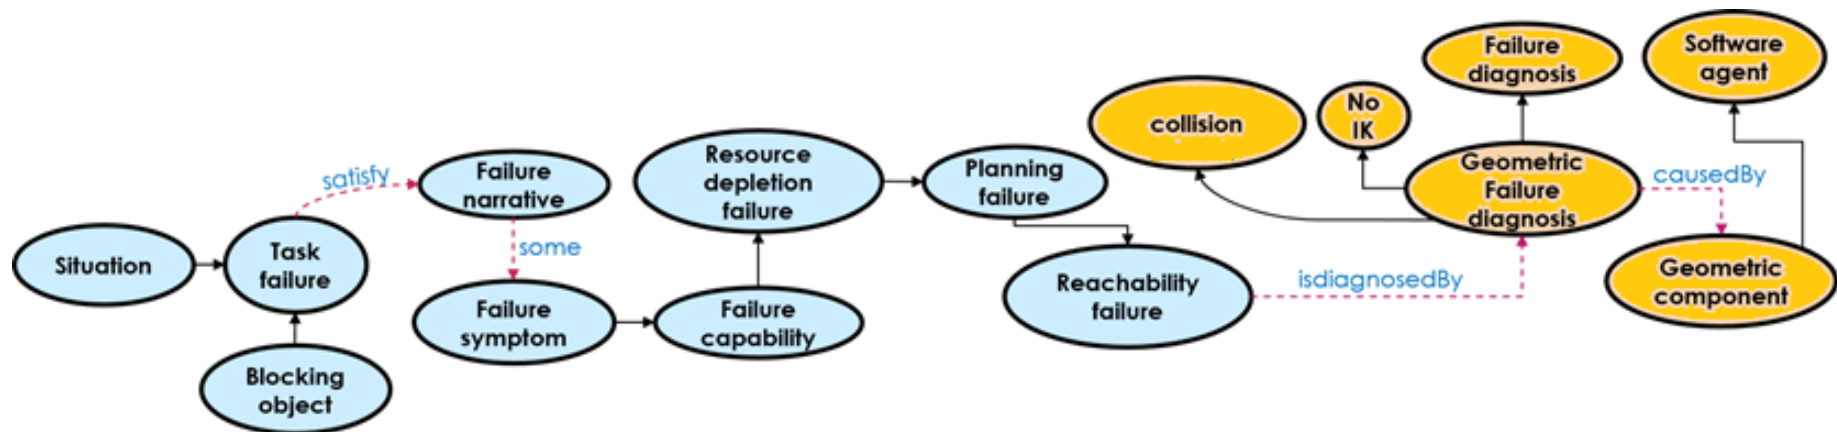 Situation
Task
failure
Blocking
object
satisfy
Failure
narrative
some
Failure
symptom
Failure
capability
Resource
depletion
failure
Planning
failure
Reachability
failure
isdiagnosedBy
collision
No
IK
Failure
diagnosis
Geometric
Failure
diagnosis
causedBy
Software
agent
Geometric
component